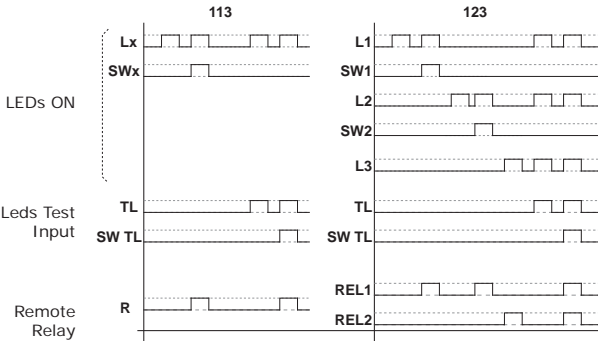 113
123
Lx
L1
SWx
SW1
LEDs ON
L2
SW2
L3
Leds Test
Input
TL
TL
SW TL
SW TL
REL1
R
Remote
Relay
REL2